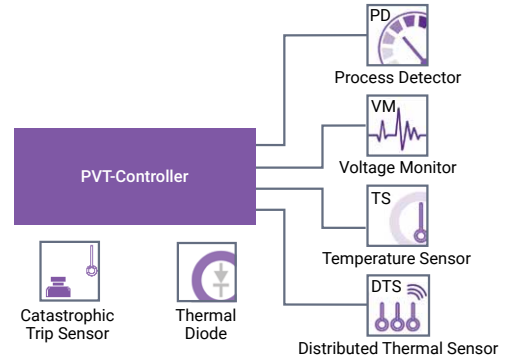 PD
Process Detector
VM
Voltage Monitor
PVT-Controller
TS
Temperature Sensor
DTS
Distributed Thermal Sensor
Catastrophic
Trip Sensor
Thermal
Diode